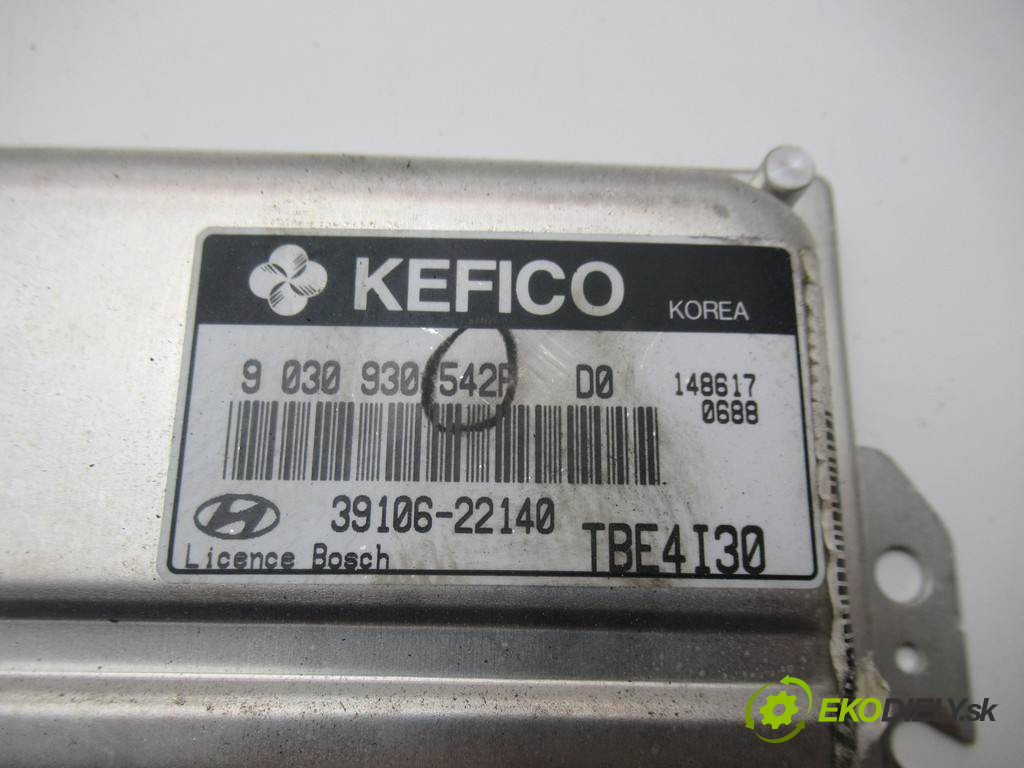 KEFICO
KOREA
9 030 930 542F D0
148617
0688
39106-22140
Licence Bosch
TBE4I30
EKODIELY.sk